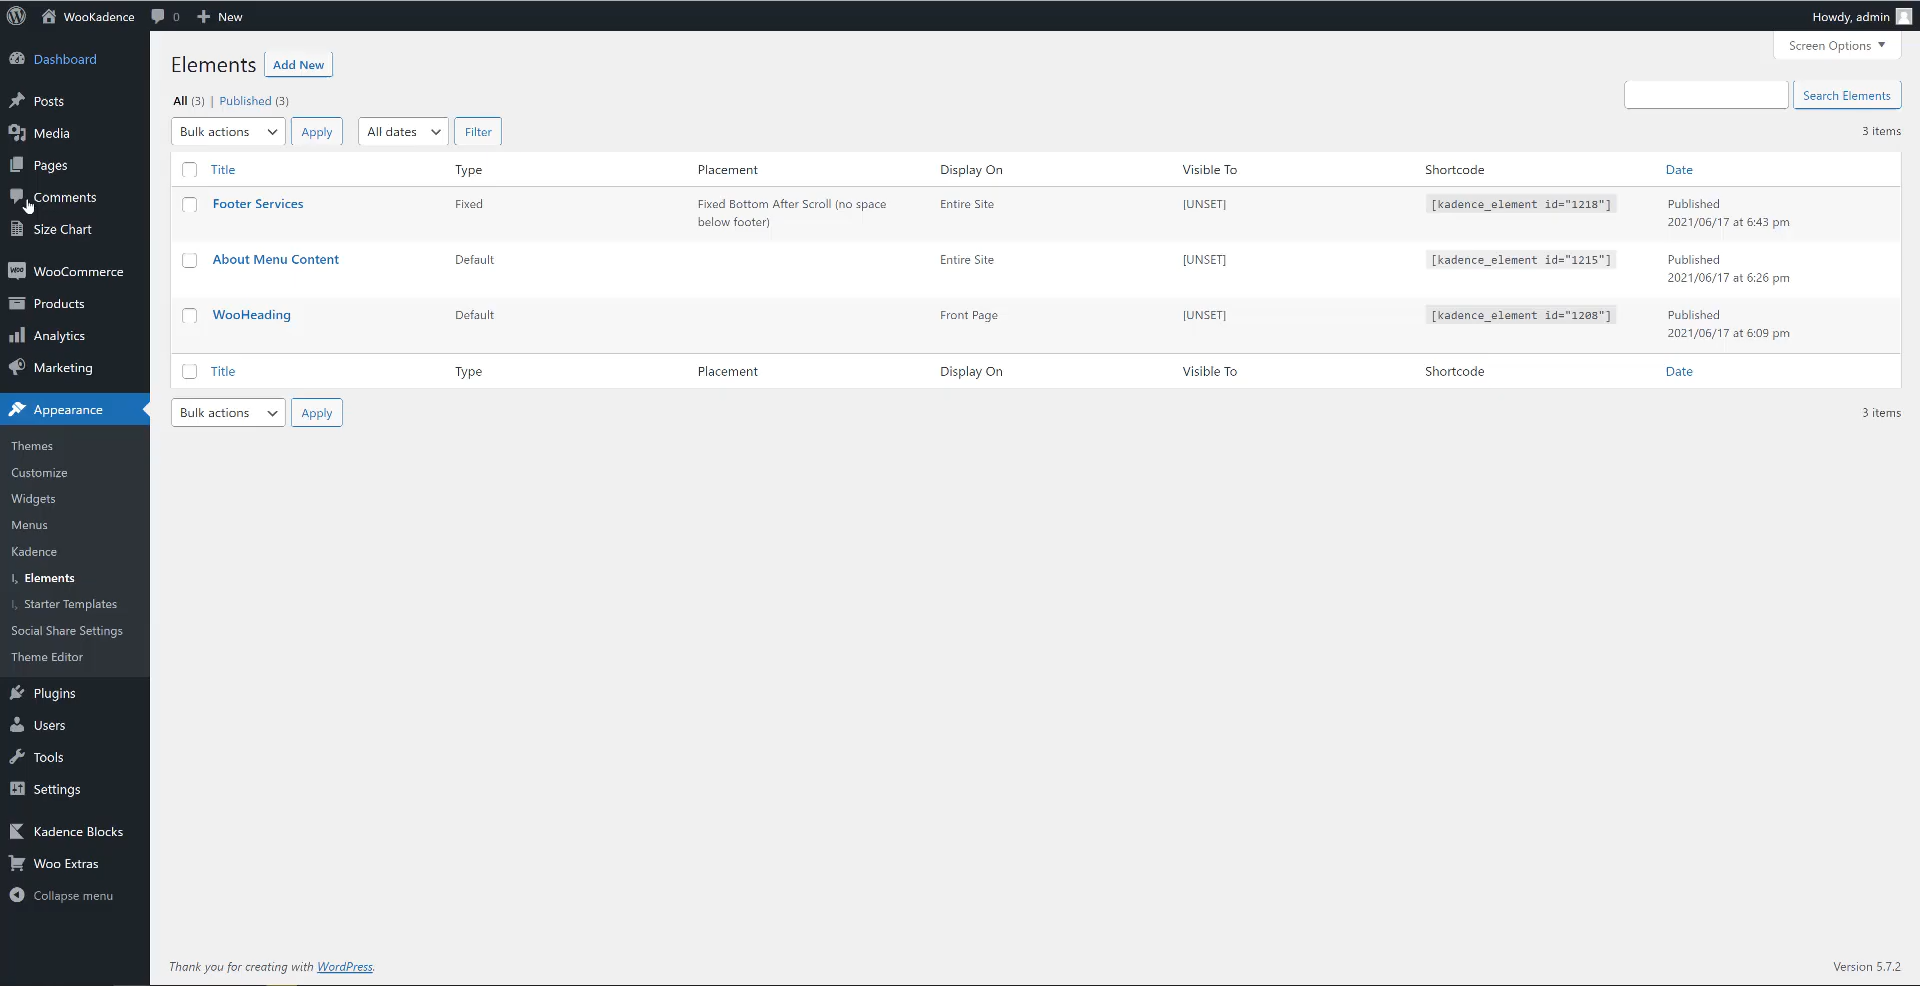 WooKadence 0 New Howdy, admin
Screen Options
Dashboard
Posts
Media
Pages
Comments
Size Chart
WooCommerce
Products
Analytics
Marketing
Appearance
Themes
Customize
Widgets
Menus
Kadence
Elements
Starter Templates
Social Share Settings
Theme Editor
Plugins
Users
Tools
Settings
Kadence Blocks
Woo Extras
Collapse menu
Elements Add New
All (3) | Published (3)
Search Elements
Bulk actions Apply All dates Filter 3 items
Title Type Placement Display On Visible To Shortcode Date
Footer Services Fixed Fixed Bottom After Scroll (no space Entire Site [UNSET] [kadence_element id="1218"] Published
below footer) 2021/06/17 at 6:43 pm
About Menu Content Default Entire Site [UNSET] [kadence_element id="1215"] Published
2021/06/17 at 6:26 pm
WooHeading Default Front Page [UNSET] [kadence_element id="1208"] Published
2021/06/17 at 6:09 pm
Title Type Placement Display On Visible To Shortcode Date
Bulk actions Apply 3 items
Thank you for creating with WordPress. Version 5.7.2